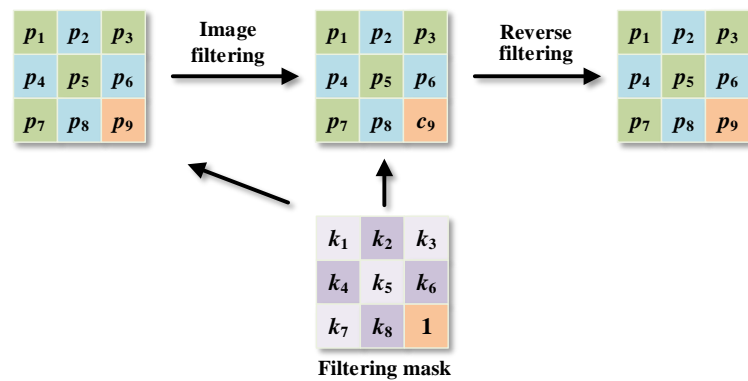 Image filtering
Reverse filtering
p1 p2 p3
p4 p5 p6
p7 p8 p9
p1 p2 p3
p4 p5 p6
p7 p8 c9
p1 p2 p3
p4 p5 p6
p7 p8 p9
k1 k2 k3
k4 k5 k6
k7 k8 1
Filtering mask